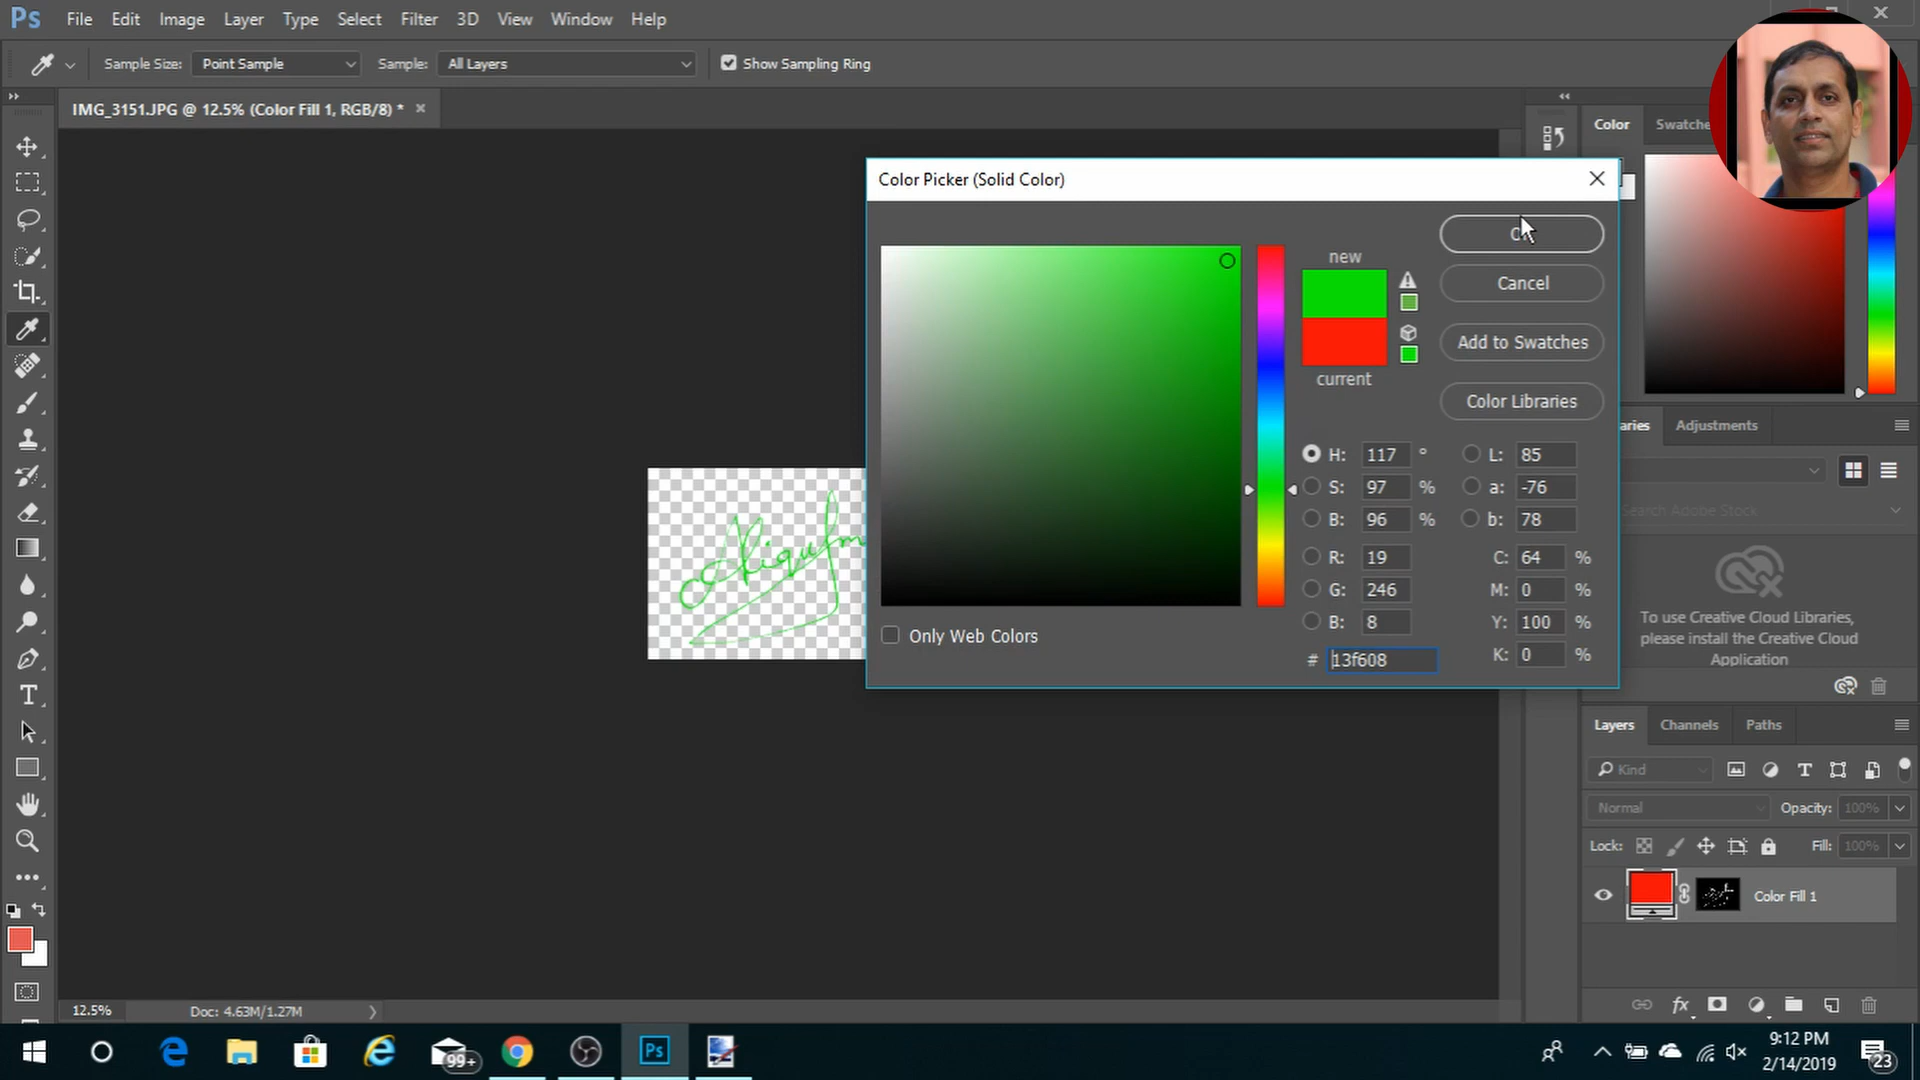 Ps File Edit Image Layer Type Select Filter 3D View Window Help
Sample Size: Point Sample Sample: All Layers Show Sampling Ring
IMG_3151.JPG @ 12.5% (Color Fill 1, RGB/8) * ×
Color
Color Picker (Solid Color)
new
current
Cancel
Add to Swatches
Color Libraries
H: 117 °
S: 97 %
B: 96 %
R: 19
G: 246
B: 8
# 13f608
L: 85
a: -76
b: 78
C: 64 %
M: 0 %
Y: 100 %
K: 0 %
Only Web Colors
Adjustments
Search Adobe Stock
To use Creative Cloud Libraries,
please install the Creative Cloud
Application
Layers Channels Paths
Kind
Normal Opacity: 100%
Lock: Fill: 100%
Color Fill 1
fx
12.5% Doc: 4.63M/1.27M
99+
Ps
9:12 PM
2/14/2019
23